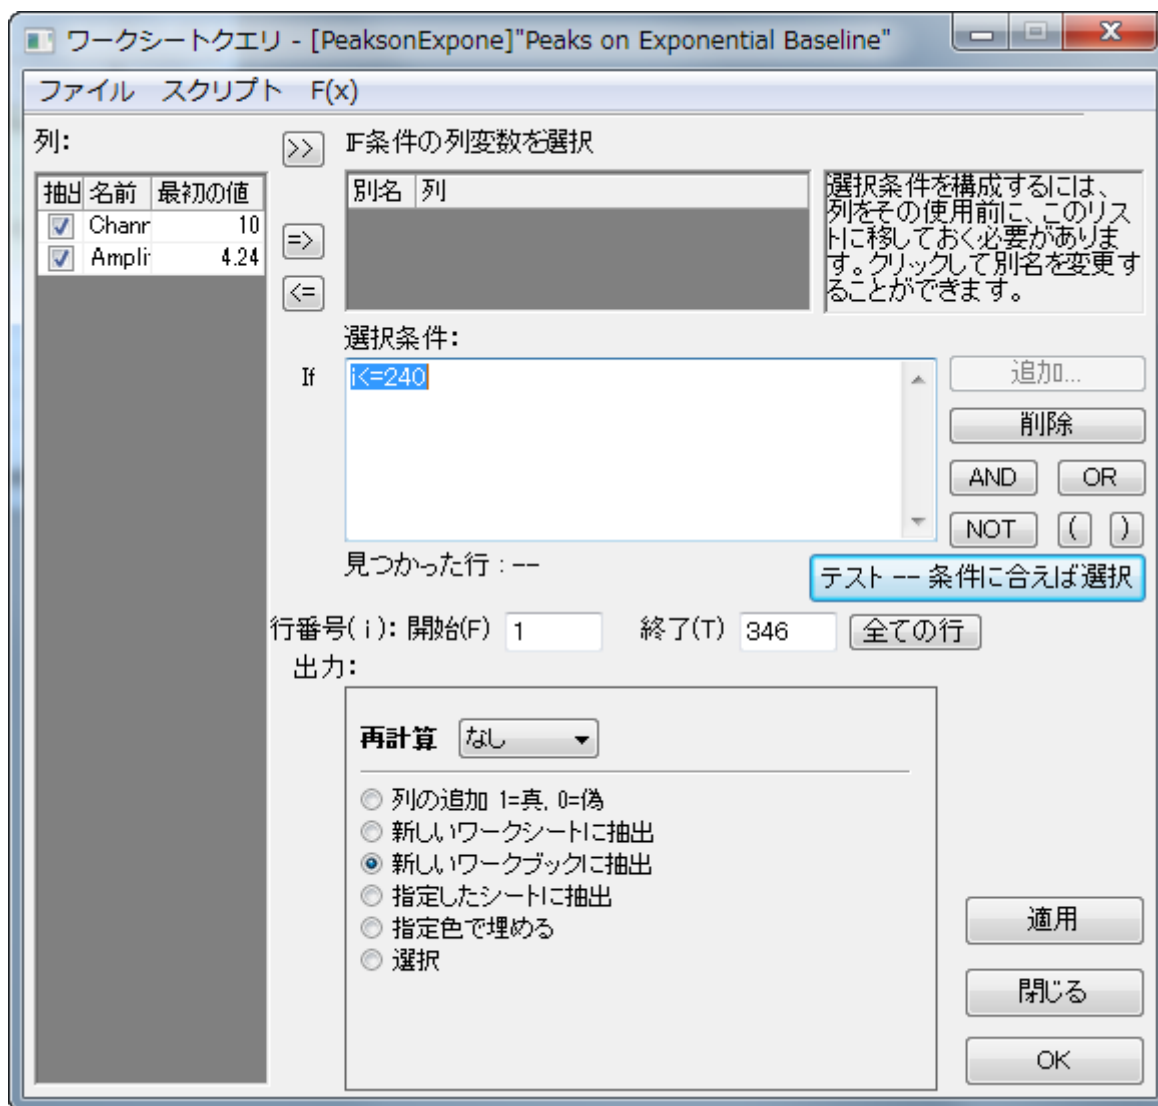 ワークシートクエリ - [PeaksonExpone]"Peaks on Exponential Baseline"
ファイル スクリプト F(x)
列:
>>
IF条件の列変数を選択
抽出 名前 最初の値
Chanr 10
Ampli 4.24
=>
<=
別名 列
選択条件を構成するには、
列をその使用前に、このリス
トに移しておく必要がありま
す。クリックして別名を変更す
ることができます。
選択条件:
If
i<=240
追加...
削除
AND OR
NOT ( )
見つかった行 : --
テスト -- 条件に合えば選択
行番号( i ): 開始(F) 1 終了(T) 346 全ての行
出力:
再計算 なし
列の追加 1=真, 0=偽
新しいワークシートに抽出
新しいワークブックに抽出
指定したシートに抽出
指定色で埋める
選択
適用
閉じる
OK